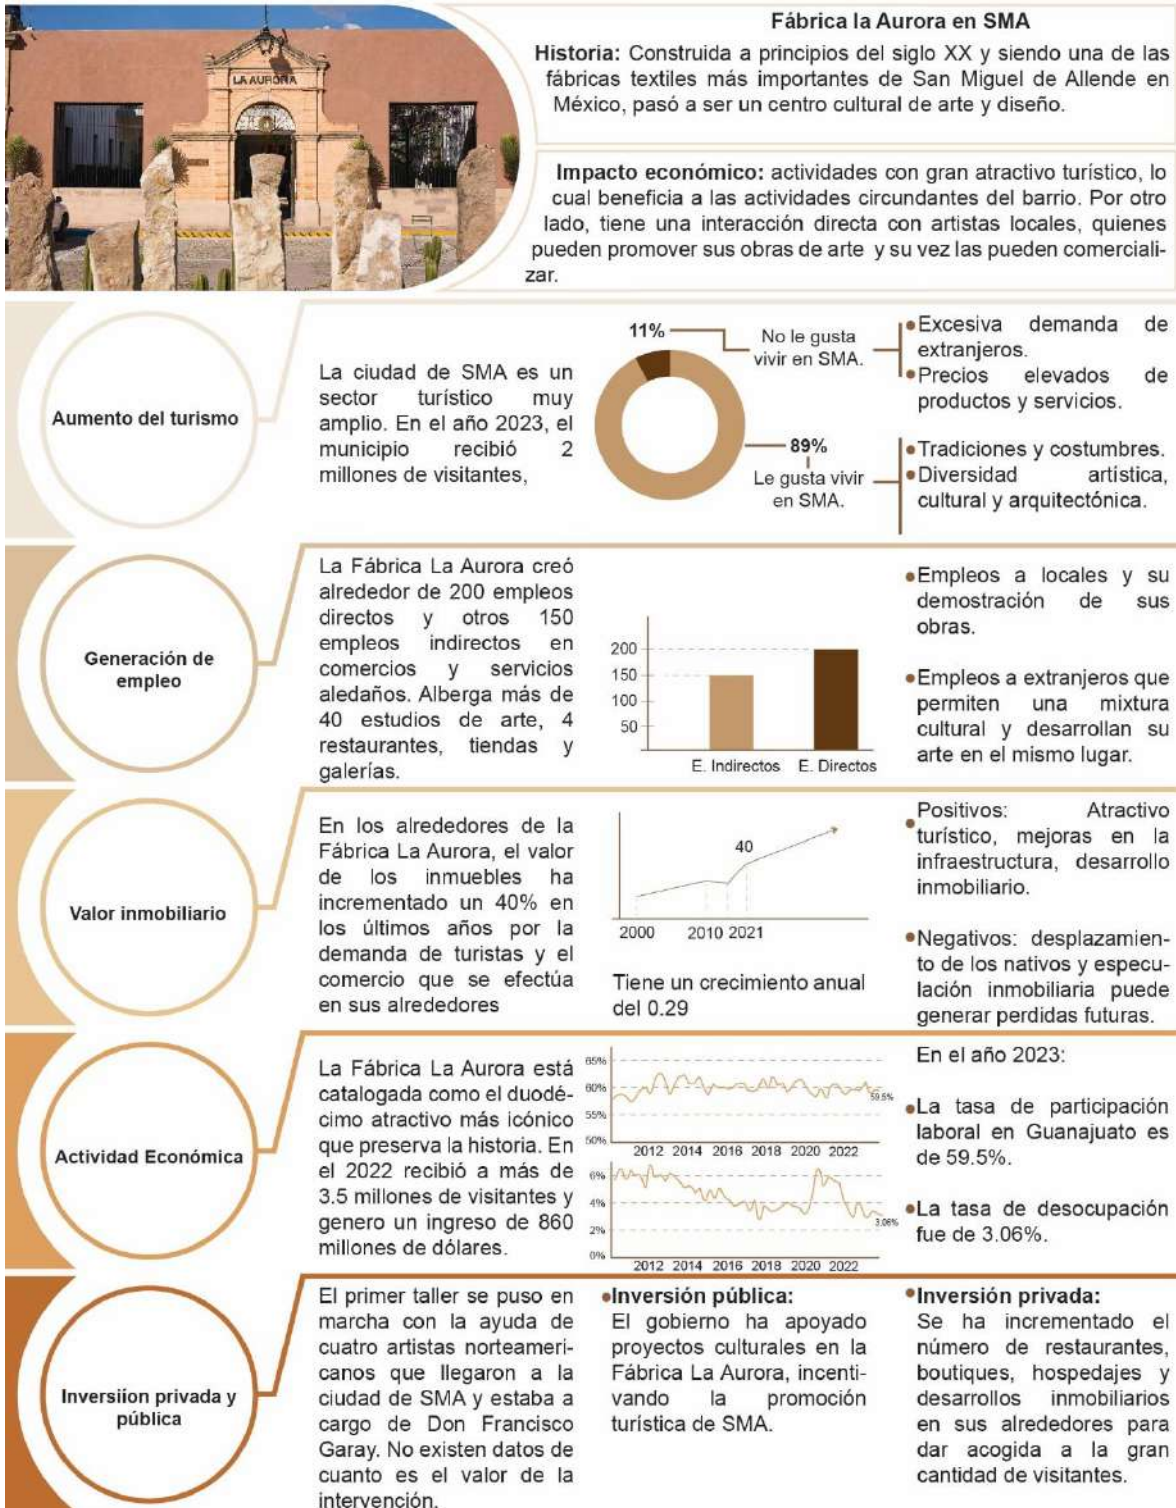 LA AURORA
Fábrica la Aurora en SMA
Historia: Construida a principios del siglo XX y siendo una de las
fábricas textiles más importantes de San Miguel de Allende en
México, pasó a ser un centro cultural de arte y diseño.
Impacto económico: actividades con gran atractivo turístico, lo
cual beneficia a las actividades circundantes del barrio. Por otro
lado, tiene una interacción directa con artistas locales, quienes
pueden promover sus obras de arte y su vez las pueden comerciali-
zar.
Aumento del turismo
La ciudad de SMA es un
sector turístico muy
amplio. En el año 2023, el
municipio recibió 2
millones de visitantes,
11%
No le gusta
vivir en SMA.
89%
Le gusta vivir
en SMA.
•Excesiva demanda de
extranjeros.
•Precios elevados de
productos y servicios.
•Tradiciones y costumbres.
•Diversidad artística,
cultural y arquitectónica.
Generación de
empleo
La Fábrica La Aurora creó
alrededor de 200 empleos
directos y otros 150
empleos indirectos en
comercios y servicios
aledaños. Alberga más de
40 estudios de arte, 4
restaurantes, tiendas y
galerías.
200
150
100
50
E. Indirectos E. Directos
•Empleos a locales y su
demostración de sus
obras.
•Empleos a extranjeros que
permiten una mixtura
cultural y desarrollan su
arte en el mismo lugar.
Valor inmobiliario
En los alrededores de la
Fábrica La Aurora, el valor
de los inmuebles ha
incrementado un 40% en
los últimos años por la
demanda de turistas y el
comercio que se efectúa
en sus alrededores
40
2000 2010 2021
Tiene un crecimiento anual
del 0.29
•Positivos: Atractivo
turístico, mejoras en la
infraestructura, desarrollo
inmobiliario.
•Negativos: desplazamien-
to de los nativos y especu-
lación inmobiliaria puede
generar perdidas futuras.
Actividad Económica
La Fábrica La Aurora está
catalogada como el duodé-
cimo atractivo más icónico
que preserva la historia. En
el 2022 recibió a más de
3.5 millones de visitantes y
genero un ingreso de 860
millones de dólares.
65%
60%
55%
50%
59.5%
2012 2014 2016 2018 2020 2022
6%
4%
2%
0%
3.06%
2012 2014 2016 2018 2020 2022
En el año 2023:
•La tasa de participación
laboral en Guanajuato es
de 59.5%.
•La tasa de desocupación
fue de 3.06%.
Inversiion privada y
pública
El primer taller se puso en
marcha con la ayuda de
cuatro artistas norteameri-
canos que llegaron a la
ciudad de SMA y estaba a
cargo de Don Francisco
Garay. No existen datos de
cuanto es el valor de la
intervención.
•Inversión pública:
El gobierno ha apoyado
proyectos culturales en la
Fábrica La Aurora, incenti-
vando la promoción
turística de SMA.
•Inversión privada:
Se ha incrementado el
número de restaurantes,
boutiques, hospedajes y
desarrollos inmobiliarios
en sus alrededores para
dar acogida a la gran
cantidad de visitantes.